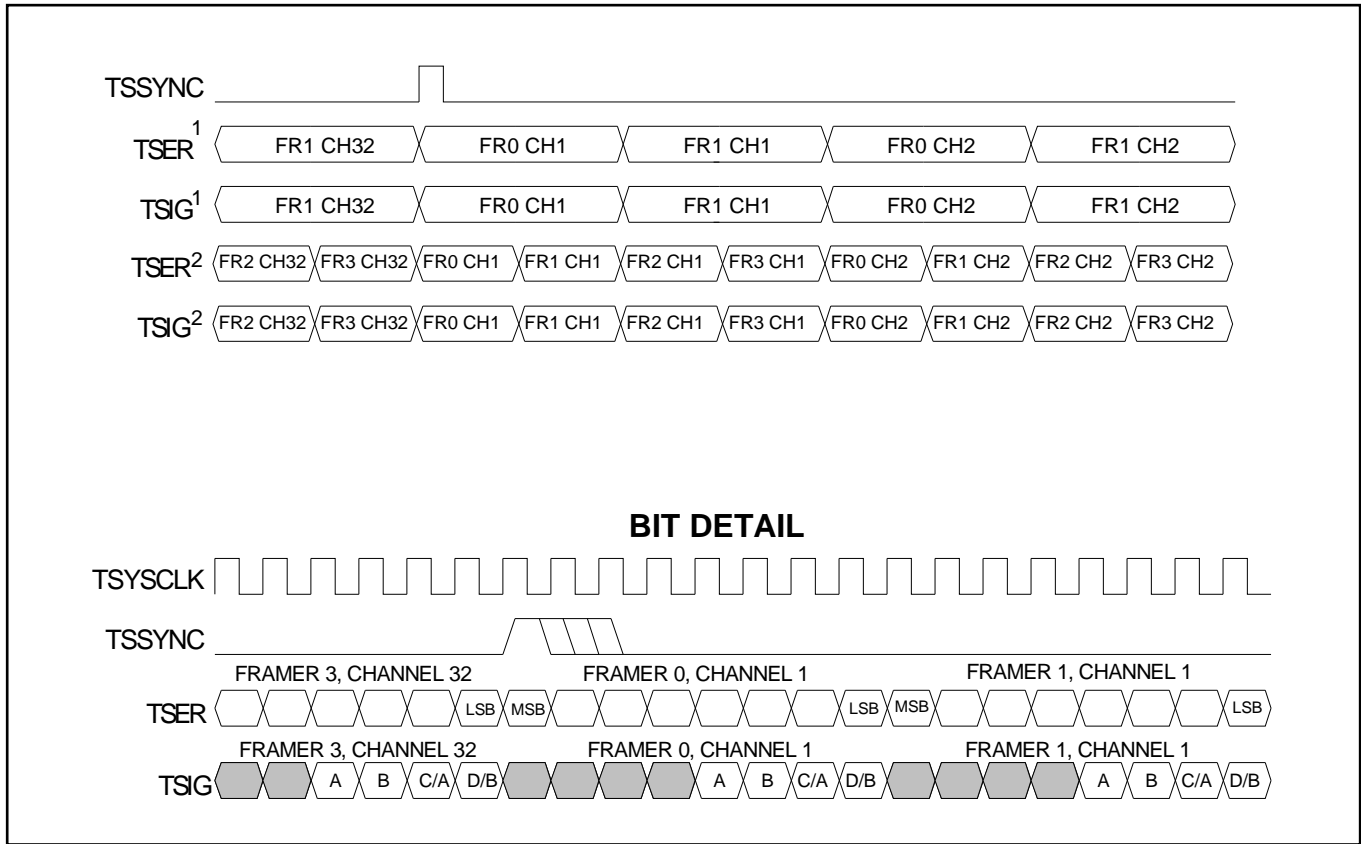 TSSYNC
TSER1 FR1 CH32 FR0 CH1 FR1 CH1 FR0 CH2 FR1 CH2
TSIG1 FR1 CH32 FR0 CH1 FR1 CH1 FR0 CH2 FR1 CH2
TSER2 FR2 CH32 FR3 CH32 FR0 CH1 FR1 CH1 FR2 CH1 FR3 CH1 FR0 CH2 FR1 CH2 FR2 CH2 FR3 CH2
TSIG2 FR2 CH32 FR3 CH32 FR0 CH1 FR1 CH1 FR2 CH1 FR3 CH1 FR0 CH2 FR1 CH2 FR2 CH2 FR3 CH2
BIT DETAIL
TSYSCLK
TSSYNC
FRAMER 3, CHANNEL 32 FRAMER 0, CHANNEL 1 FRAMER 1, CHANNEL 1
TSER LSB MSB LSB MSB LSB
FRAMER 3, CHANNEL 32 FRAMER 0, CHANNEL 1 FRAMER 1, CHANNEL 1
TSIG A B C/A D/B A B C/A D/B A B C/A D/B